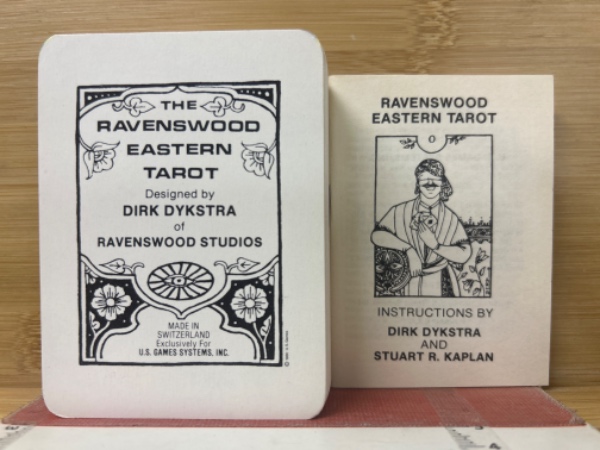 THE
RAVENSWOOD
EASTERN
TAROT
Designed by
DIRK DYKSTRA
of
RAVENSWOOD STUDIOS
MADE IN
SWITZERLAND
Exclusively For
U.S. GAMES SYSTEMS, INC.
RAVENSWOOD
EASTERN TAROT
0
INSTRUCTIONS BY
DIRK DYKSTRA
AND
STUART R. KAPLAN